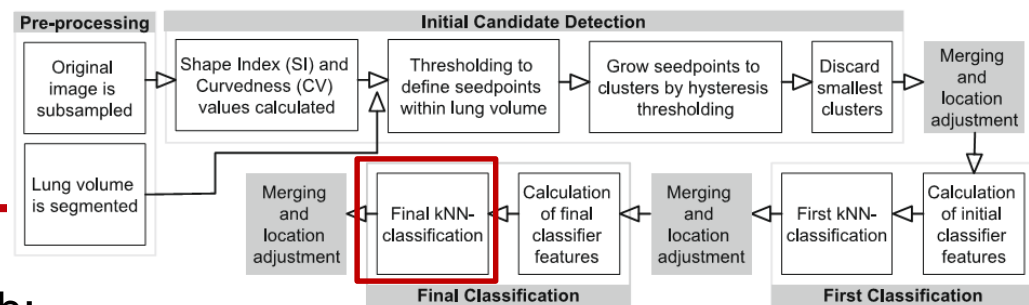 Pre-processing
Original
image is
subsampled
Lung volume
is segmented
Initial Candidate Detection
Shape Index (SI) and
Curvedness (CV)
values calculated
Thresholding to
define seedpoints
within lung volume
Grow seedpoints to
clusters by hysteresis
thresholding
Discard
smallest
clusters
Merging
and
location
adjustment
Calculation
of initial
classifier
features
First kNN-
classification
First Classification
Merging
and
location
adjustment
Calculation
of final
classifier
features
Final kNN-
classification
Final Classification
Merging
and
location
adjustment